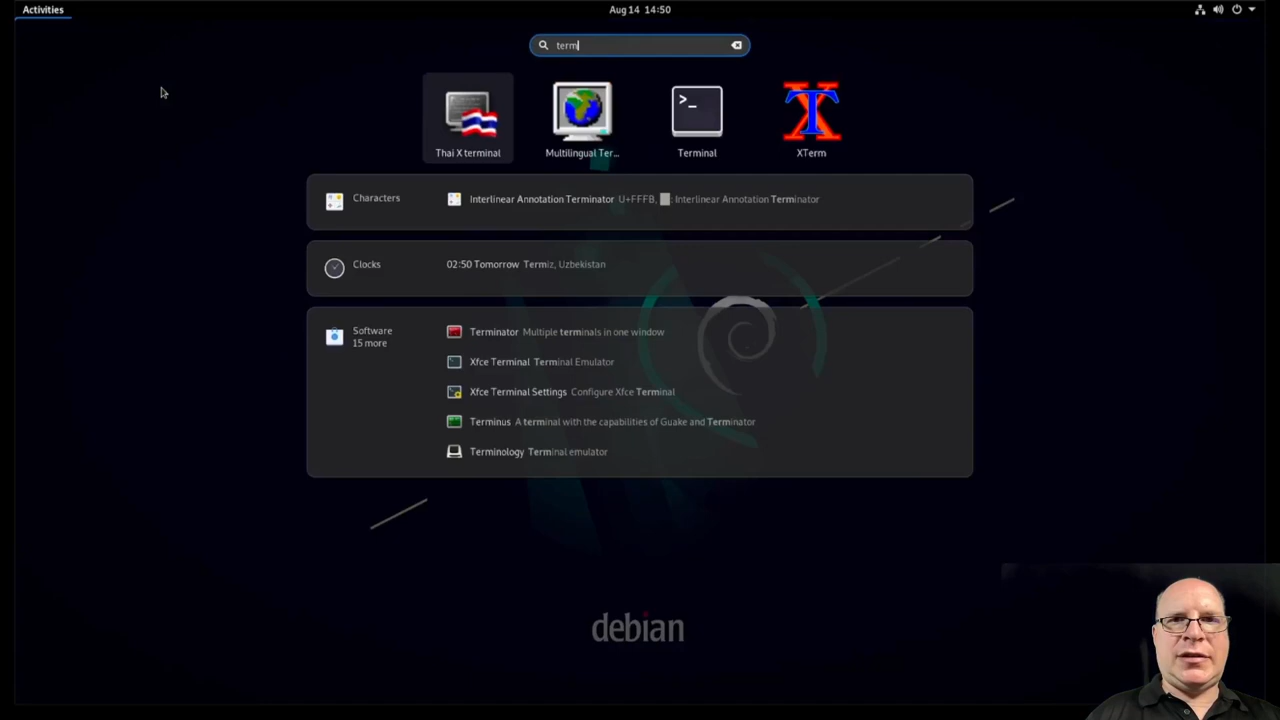 Activities
Aug 14 14:50
term
Thai X terminal
Multilingual Ter...
Terminal
XTerm
Characters
Interlinear Annotation Terminator U+FFFB, : Interlinear Annotation Terminator
Clocks
02:50 Tomorrow Termiz, Uzbekistan
Software
15 more
Terminator Multiple terminals in one window
Xfce Terminal Terminal Emulator
Xfce Terminal Settings Configure Xfce Terminal
Terminus A terminal with the capabilities of Guake and Terminator
Terminology Terminal emulator
debian